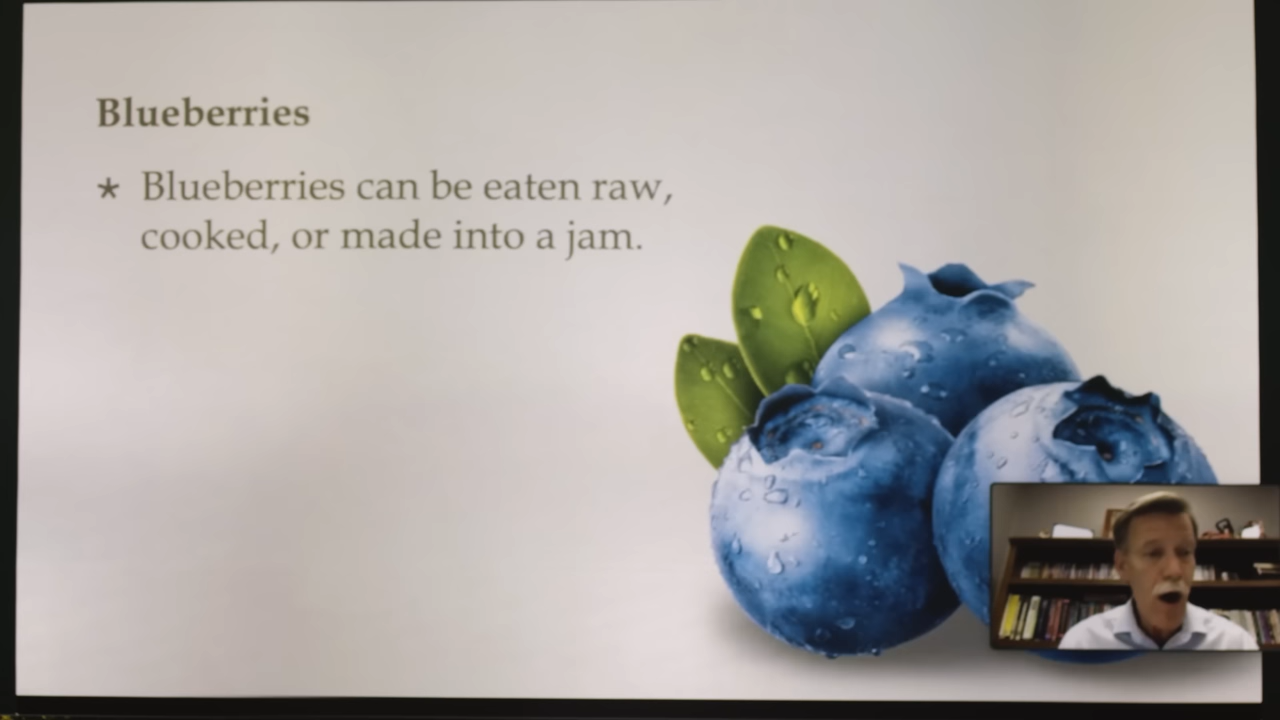 Blueberries
* Blueberries can be eaten raw,
cooked, or made into a jam.